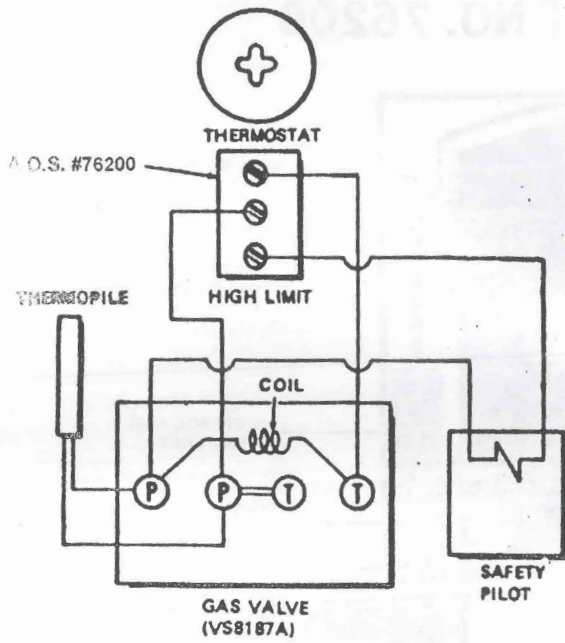 NO. 76200
THERMOSTAT
A.O.S. #76200
THERMOPILE
HIGH LIMIT
COIL
P
P
T
T
SAFETY
PILOT
GAS VALVE
(VS8187A)